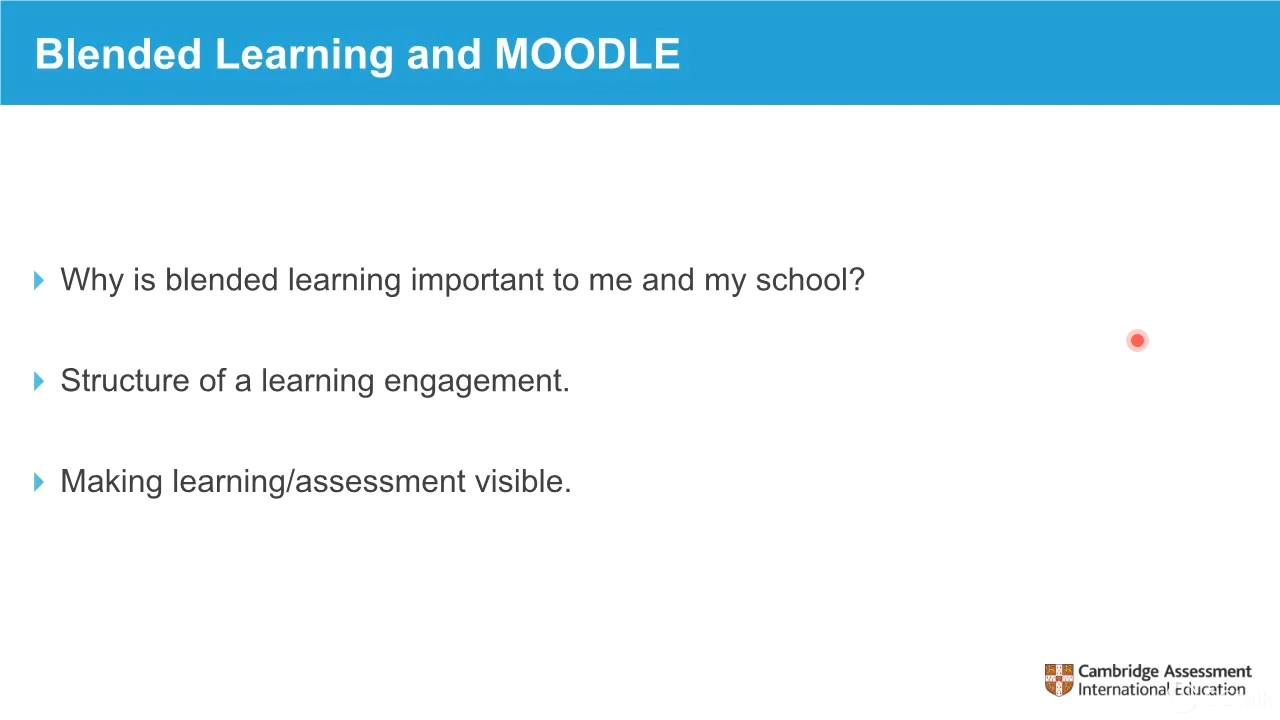 Blended Learning and MOODLE
Why is blended learning important to me and my school?
Structure of a learning engagement.
Making learning/assessment visible.
Cambridge Assessment
International Education